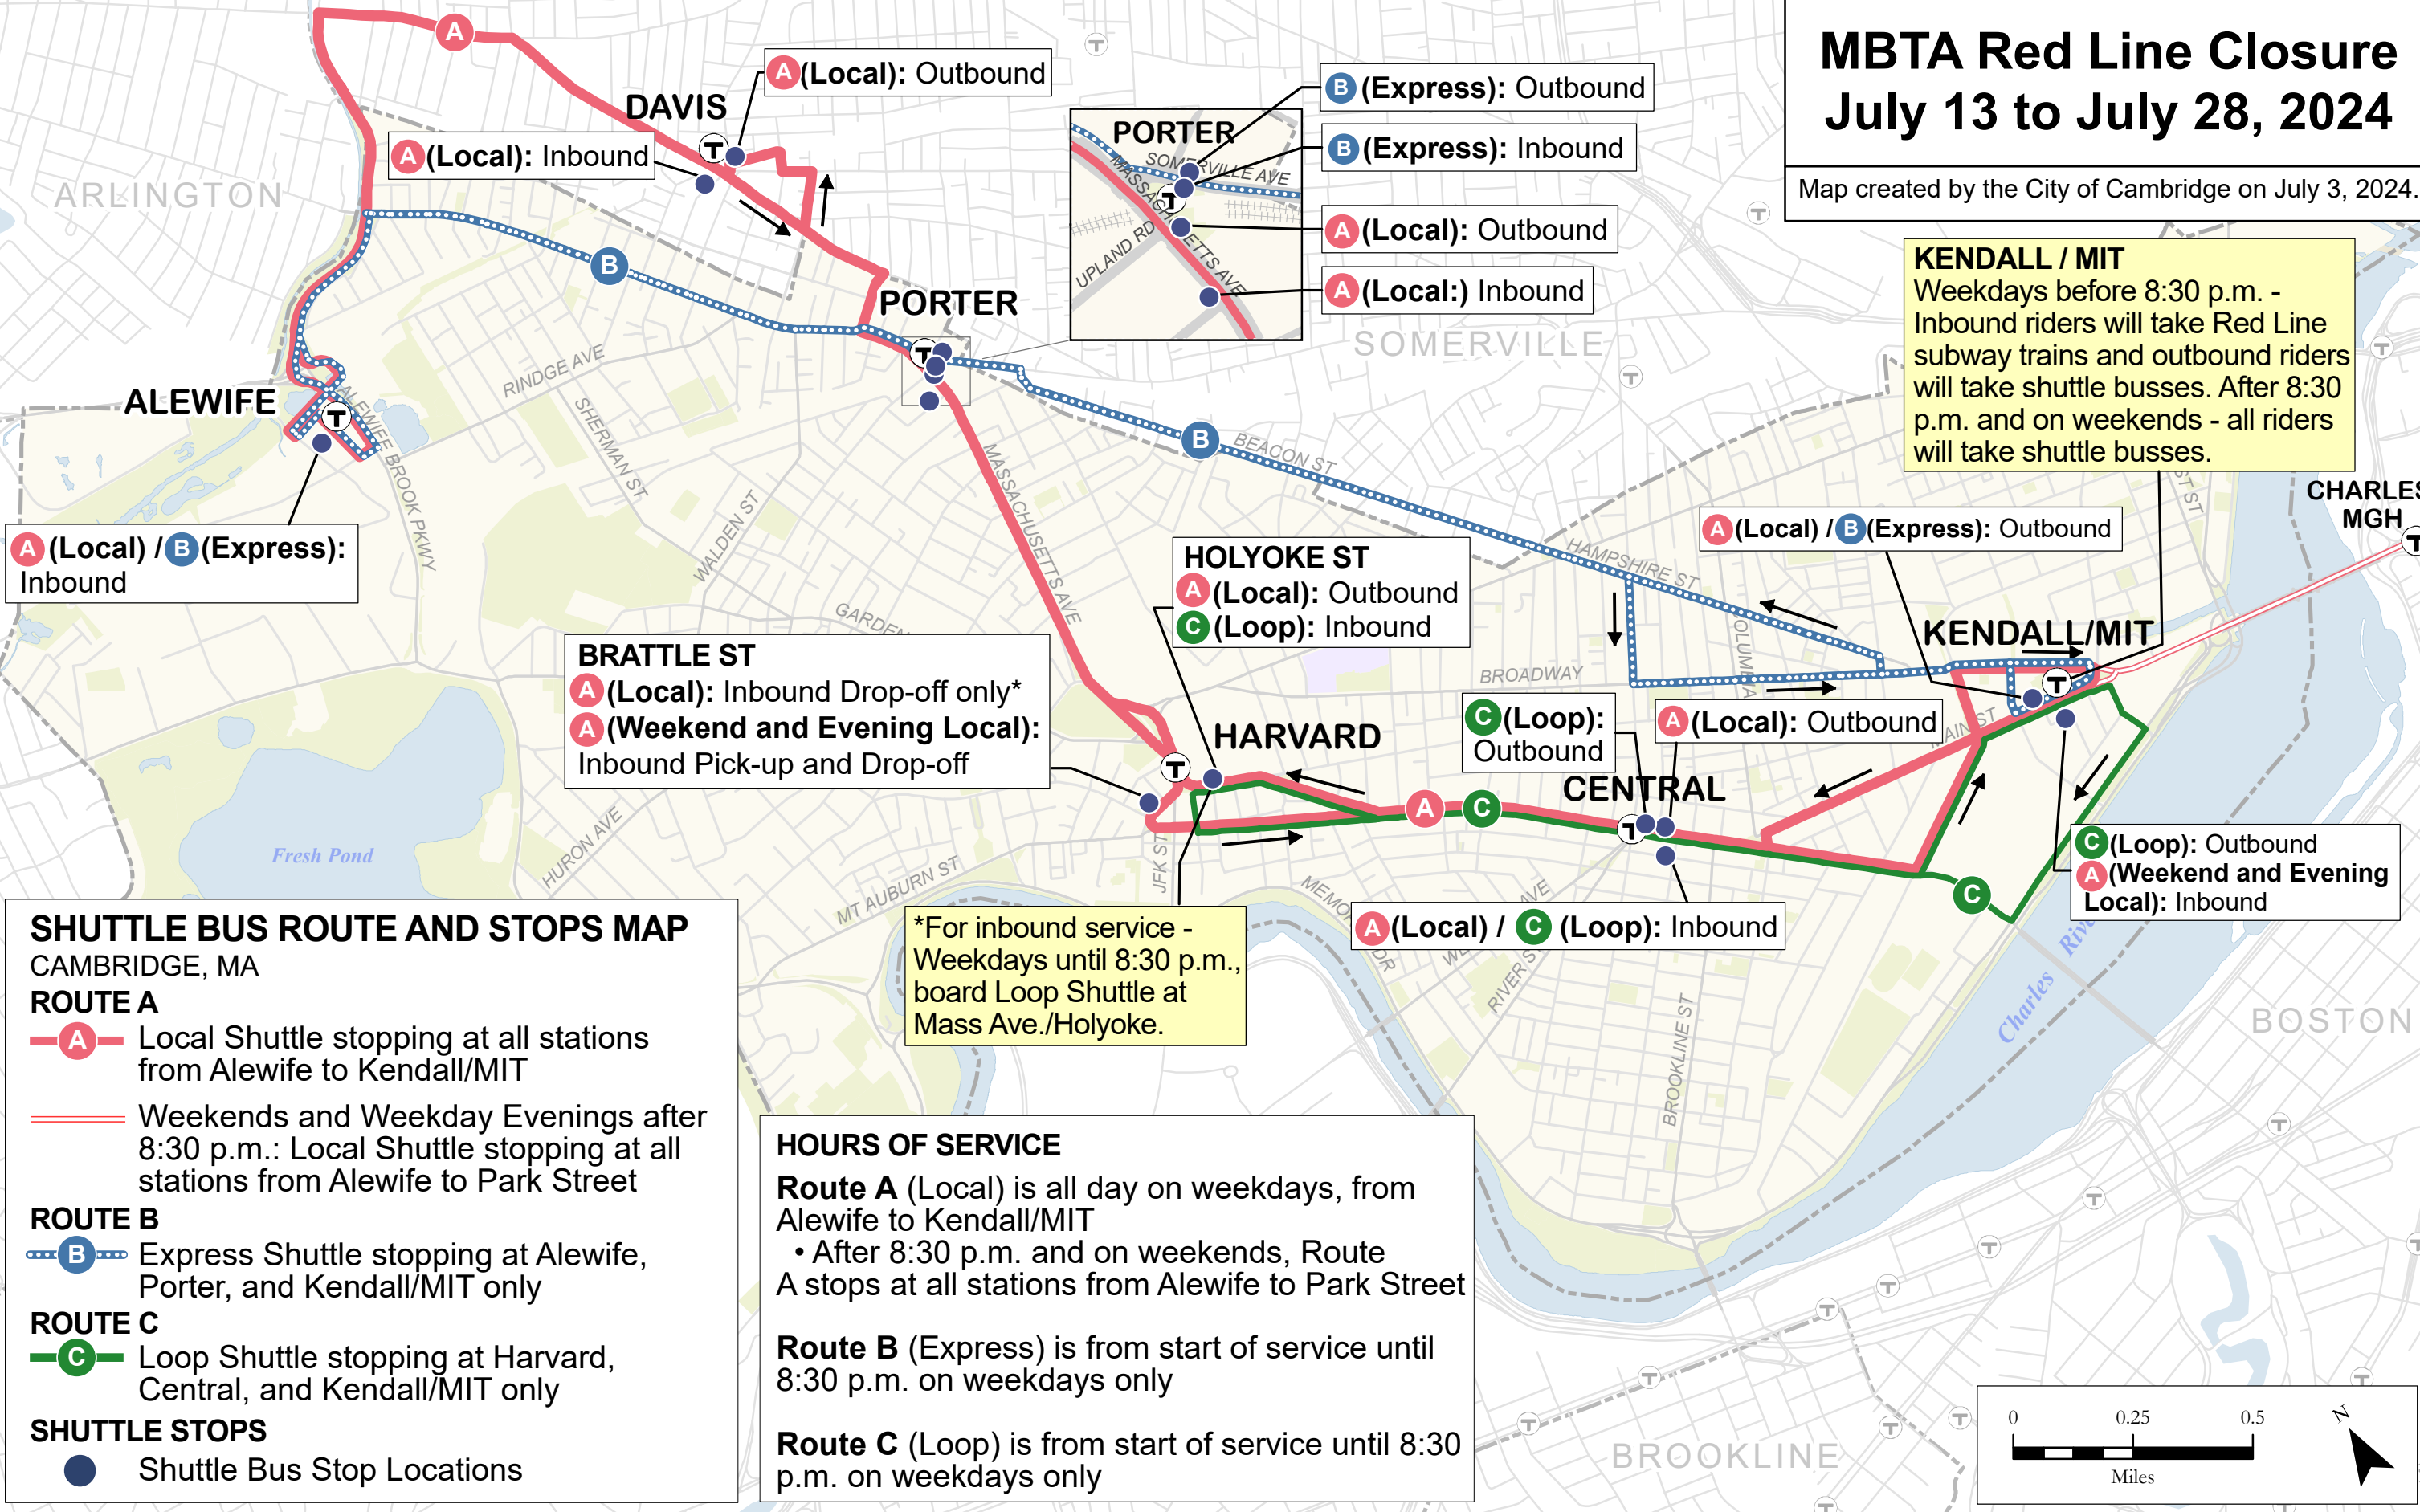 MBTA Red Line Closure
July 13 to July 28, 2024
Map created by the City of Cambridge on July 3, 2024.
A
A (Local): Outbound
DAVIS
A (Local): Inbound
ARLINGTON
B
PORTER
PORTER
SOMERVILLE AVE
MASSACHUSETTS AVE
UPLAND RD
B (Express): Outbound
B (Express): Inbound
A (Local): Outbound
A (Local:) Inbound
SOMERVILLE
KENDALL / MIT
Weekdays before 8:30 p.m. -
Inbound riders will take Red Line
subway trains and outbound riders
will take shuttle busses. After 8:30
p.m. and on weekends - all riders
will take shuttle busses.
CHARLES
MGH
ALEWIFE
RINDGE AVE
SHERMAN ST
ALEWIFE BROOK PKWY
WALDEN ST
MASSACHUSETTS AVE
GARDEN
B
BEACON ST
HAMPSHIRE ST
A (Local) / B (Express):
Inbound
A (Local) / B (Express): Outbound
HOLYOKE ST
A (Local): Outbound
C (Loop): Inbound
BRATTLE ST
A (Local): Inbound Drop-off only*
A (Weekend and Evening Local):
Inbound Pick-up and Drop-off
BROADWAY
KENDALL/MIT
HARVARD
C (Loop):
Outbound
A (Local): Outbound
MAIN ST
CENTRAL
A
C
C
C (Loop): Outbound
A (Weekend and Evening
Local): Inbound
A (Local) / C (Loop): Inbound
Fresh Pond
HURON AVE
MT AUBURN ST
JFK ST
DR
RIVER S
AVE
BROOKLINE ST
Charles
BOSTON
*For inbound service -
Weekdays until 8:30 p.m.,
board Loop Shuttle at
Mass Ave./Holyoke.
SHUTTLE BUS ROUTE AND STOPS MAP
CAMBRIDGE, MA
ROUTE A
A Local Shuttle stopping at all stations
from Alewife to Kendall/MIT
Weekends and Weekday Evenings after
8:30 p.m.: Local Shuttle stopping at all
stations from Alewife to Park Street
ROUTE B
B Express Shuttle stopping at Alewife,
Porter, and Kendall/MIT only
ROUTE C
C Loop Shuttle stopping at Harvard,
Central, and Kendall/MIT only
SHUTTLE STOPS
Shuttle Bus Stop Locations
HOURS OF SERVICE
Route A (Local) is all day on weekdays, from
Alewife to Kendall/MIT
• After 8:30 p.m. and on weekends, Route
A stops at all stations from Alewife to Park Street
Route B (Express) is from start of service until
8:30 p.m. on weekdays only
Route C (Loop) is from start of service until 8:30
p.m. on weekdays only
BROOKLINE
0 0.25 0.5
Miles
N